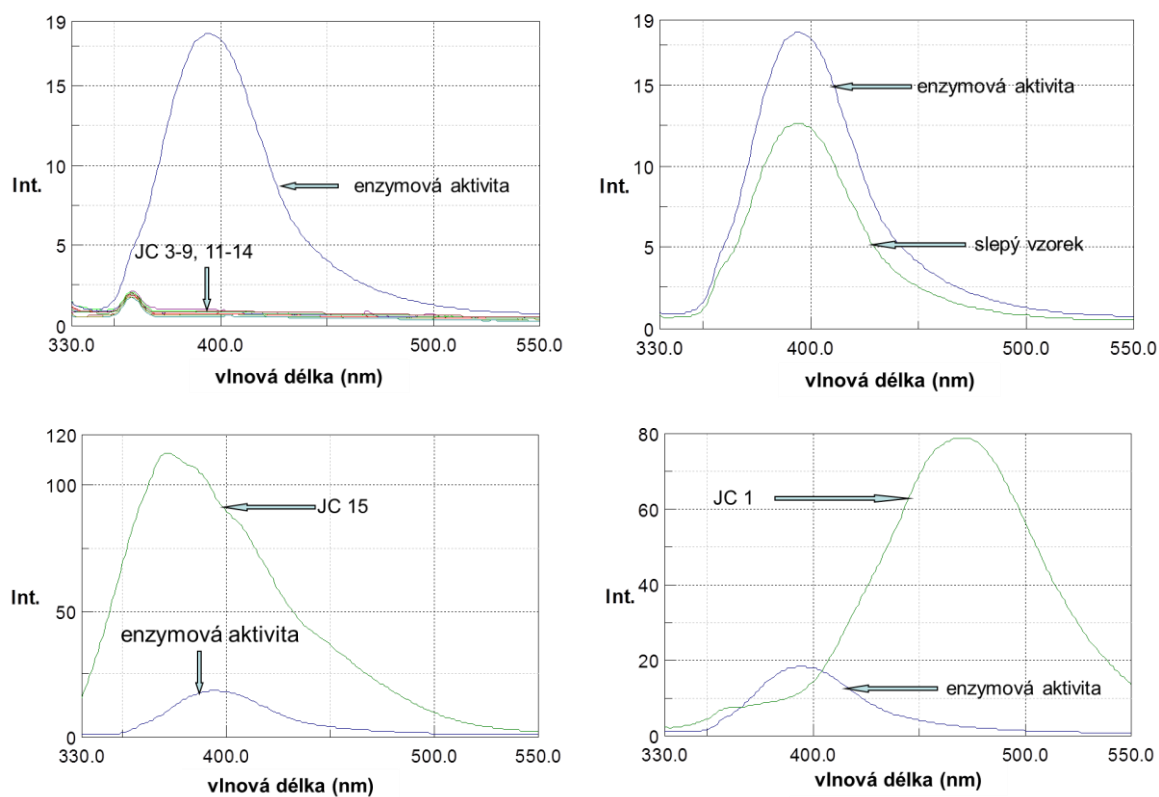 19
15
10
5
0
Int.
enzymová aktivita
JC 3-9, 11-14
330.0 400.0 500.0 550.0
vlnová délka (nm)
19
15
10
5
0
Int.
enzymová aktivita
slepý vzorek
330.0 400.0 500.0 550.0
vlnová délka (nm)
120
100
50
0
Int.
JC 15
enzymová aktivita
330.0 400.0 500.0 550.0
vlnová délka (nm)
80
60
40
20
0
Int.
JC 1
enzymová aktivita
330.0 400.0 500.0 550.0
vlnová délka (nm)